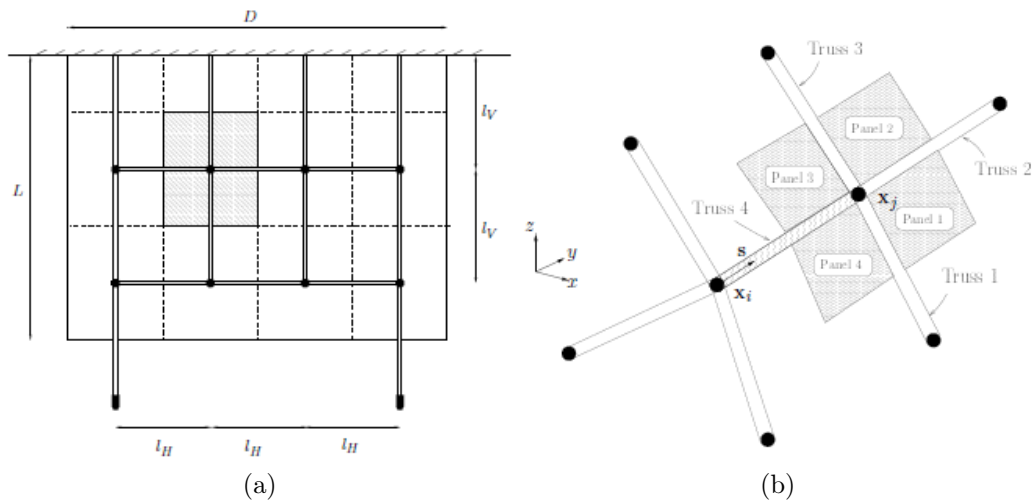 D
L
l_V
l_V
l_H
l_H
l_H
(a)
Truss 3
Panel 2
Truss 2
Panel 3
Truss 4
x_j
Panel 1
Panel 4
s
z
y
x
x_i
Truss 1
(b)